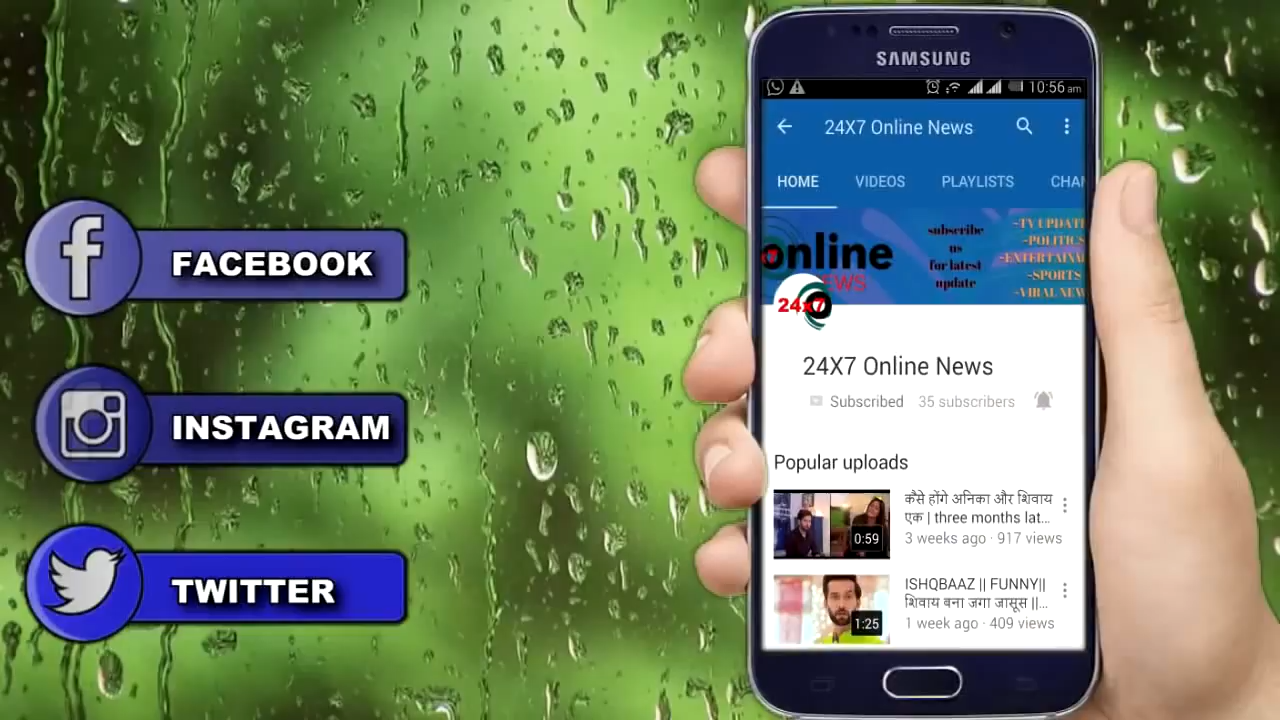 FACEBOOK
INSTAGRAM
TWITTER
SAMSUNG
10:56 am
24X7 Online News
HOME VIDEOS PLAYLISTS CHAN
online
NEWS
24x7
subscribe
us
for latest
update
~TV UPDATE
~POLITICS
~ENTERTAINM
~SPORTS
~VIRAL NEW
24X7 Online News
Subscribed 35 subscribers
Popular uploads
0:59
कैसे होंगे अनिका और शिवाय
एक | three months lat...
3 weeks ago · 917 views
1:25
ISHQBAAZ || FUNNY||
शिवाय बना जगा जासूस ||...
1 week ago · 409 views